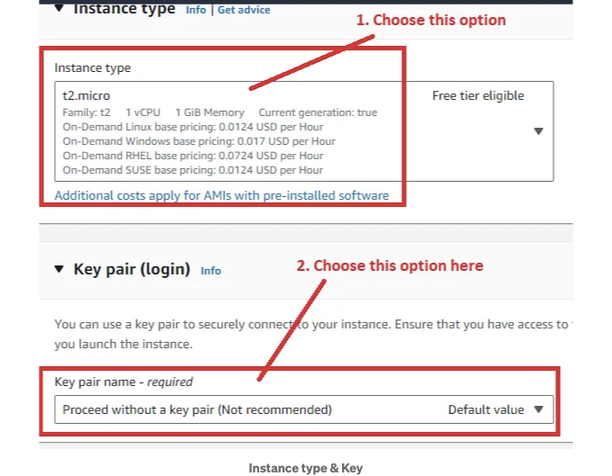 Instance type Info | Get advice
1. Choose this option
Instance type
t2.micro Free tier eligible
Family: t2 1 vCPU 1 GiB Memory Current generation: true
On-Demand Linux base pricing: 0.0124 USD per Hour
On-Demand Windows base pricing: 0.017 USD per Hour
On-Demand RHEL base pricing: 0.0724 USD per Hour
On-Demand SUSE base pricing: 0.0124 USD per Hour
Additional costs apply for AMIs with pre-installed software
Key pair (login) Info
2. Choose this option here
You can use a key pair to securely connect to your instance. Ensure that you have access to
you launch the instance.
Key pair name - required
Proceed without a key pair (Not recommended) Default value
Instance type & Key